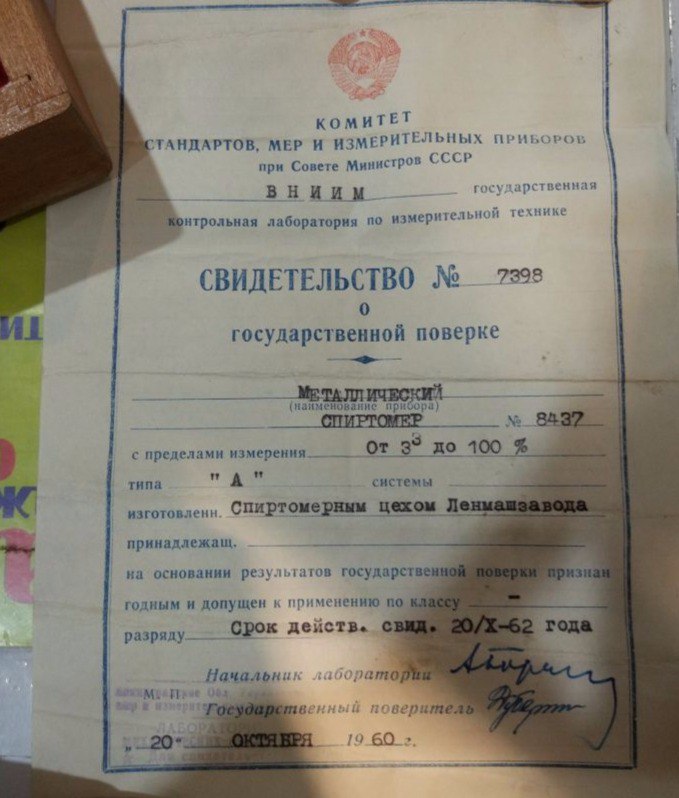 КОМИТЕТ
СТАНДАРТОВ, МЕР И ИЗМЕРИТЕЛЬНЫХ ПРИБОРОВ
при Совете Министров СССР
ВНИИМ государственная
контрольная лаборатория по измерительной технике
СВИДЕТЕЛЬСТВО № 7398
о
государственной поверке
МЕТАЛЛИЧЕСКИЙ
(наименование прибора)
СПИРТОМЕР № 8437
с пределами измерения От 3³ до 100 %
типа "А" системы
изготовленн. Спиртомерным цехом Ленмашзавода
принадлежащ.
на основании результатов государственной поверки признан
годным и допущен к применению по классу –
разряду Срок действ. свид. 20/X-62 года
Начальник лаборатории
М. П.
Государственный поверитель
ЛАБОРАТО
"20" ОКТЯБРЯ 1960 г.